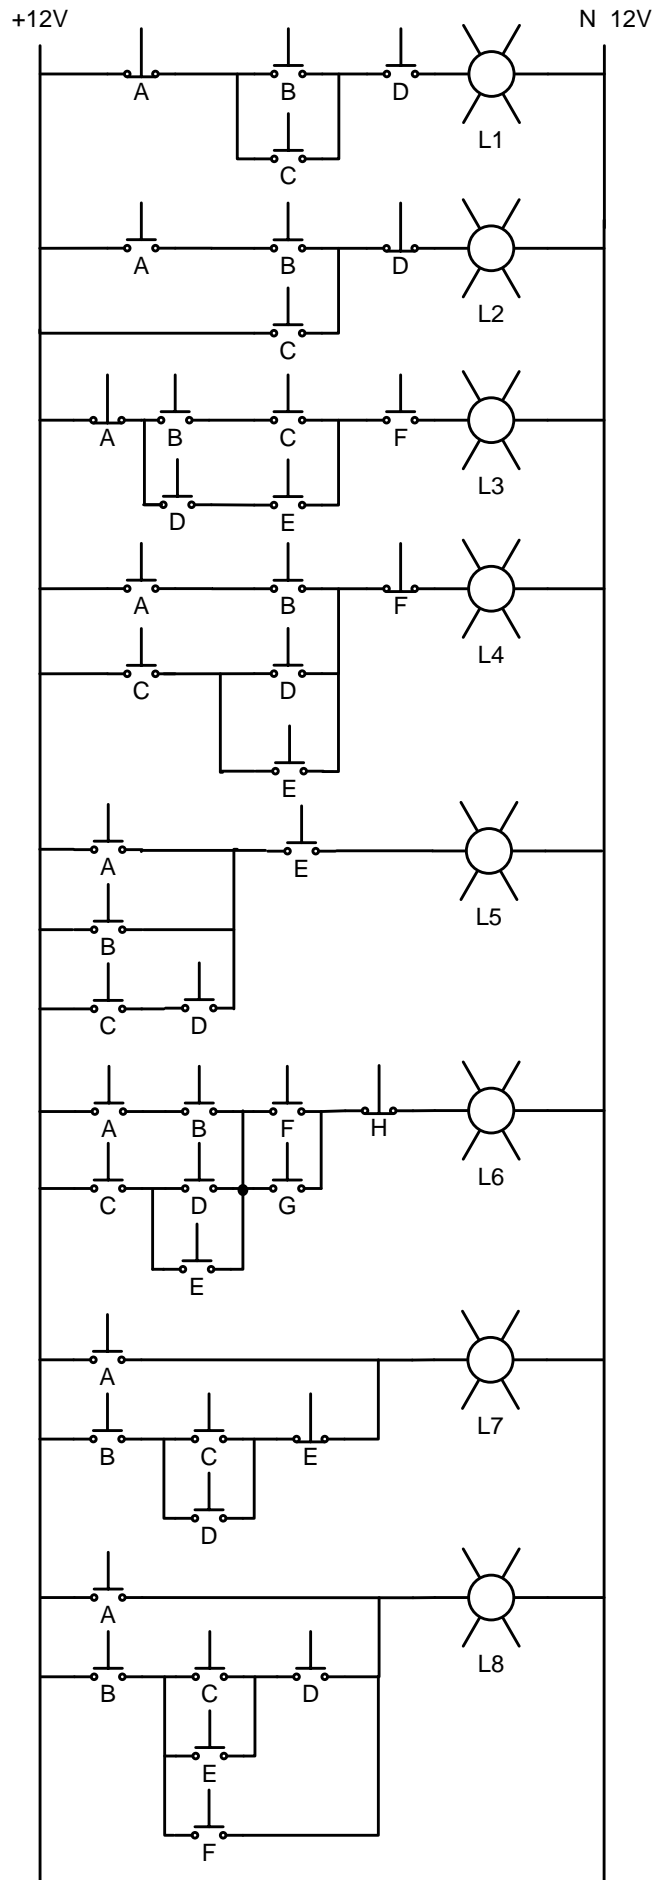 +12V N 12V
A B D
L1
C
A B D
L2
C
A B C F
L3
D E
A B F
L4
C D
E
A E
L5
B
C D
A B F H
L6
C D G
E
A
L7
B C E
D
A
L8
B C D
E
F